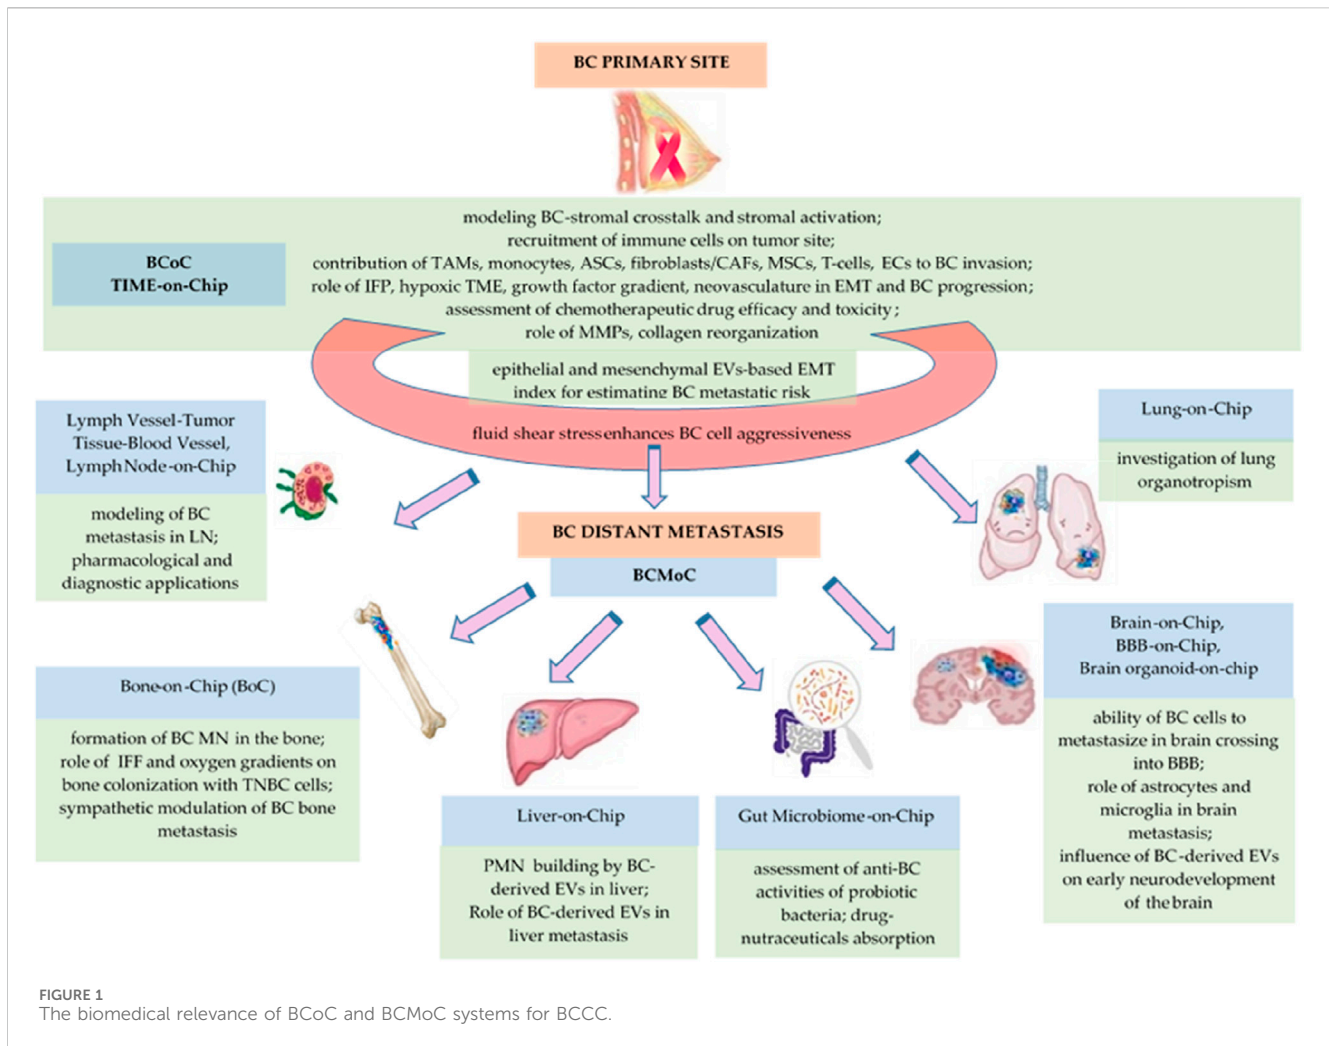 BC PRIMARY SITE
BCoC
TIME-on-Chip
modeling BC-stromal crosstalk and stromal activation;
recruitment of immune cells on tumor site;
contribution of TAMs, monocytes, ASCs, fibroblasts/CAFs, MSCs, T-cells, ECs to BC invasion;
role of IFP, hypoxic TME, growth factor gradient, neovasculature in EMT and BC progression;
assessment of chemotherapeutic drug efficacy and toxicity;
role of MMPs, collagen reorganization
epithelial and mesenchymal EVs-based EMT
index for estimating BC metastatic risk
fluid shear stressenhances BC cell aggressiveness
Lymph Vessel-Tumor
Tissue-Blood Vessel,
Lymph Node-on-Chip
modeling of BC
metastasis in LN;
pharmacological and
diagnostic applications
Lung-on-Chip
investigation of lung
organotropism
BC DISTANT METASTASIS
BCMoC
Bone-on-Chip (BoC)
formation of BC MN in the bone;
role of IFF and oxygen gradients on
bone colonization with TNBC cells;
sympathetic modulation of BC bone
metastasis
Liver-on-Chip
PMN building by BC-
derived EVs in liver;
Role of BC-derived EVs in
liver metastasis
Gut Microbiome-on-Chip
assessment of anti-BC
activities of probiotic
bacteria; drug-
nutraceuticals absorption
Brain-on-Chip,
BBB-on-Chip,
Brain organoid-on-chip
ability of BC cells to
metastasize in brain crossing
into BBB;
role of astrocytes and
microglia in brain
metastasis;
influence of BC-derived EVs
on early neurodevelopment
of the brain
FIGURE 1
The biomedical relevance of BCoC and BCMoC systems for BCCC.